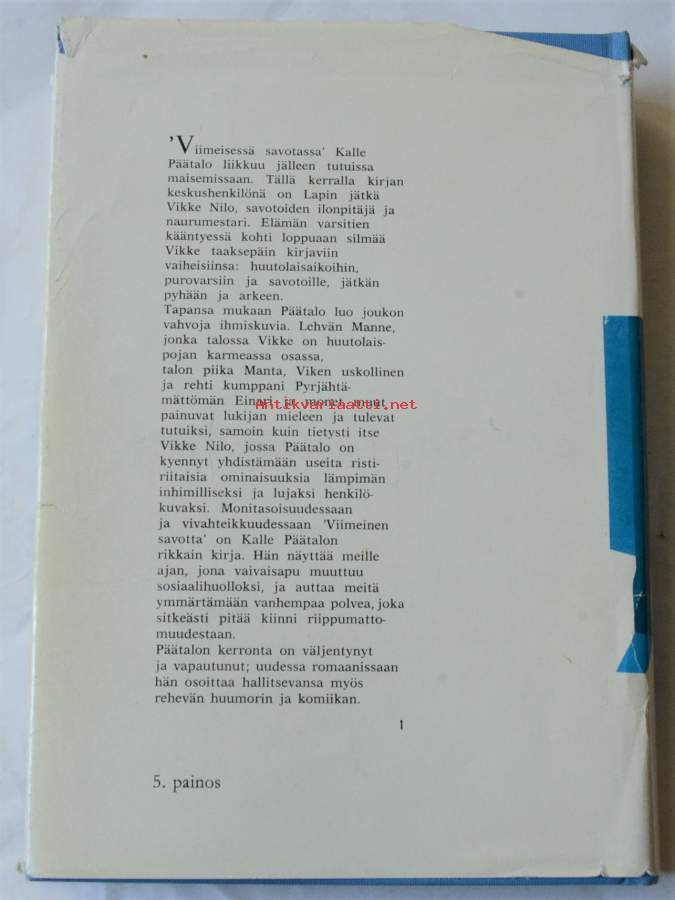 'Viimeisessä savotassa' Kalle
Päätalo liikkuu jälleen tutuissa
maisemissaan. Tällä kerralla kirjan
keskushenkilönä on Lapin jätkä
Vikke Nilo, savotoiden ilonpitäjä ja
naurumestari. Elämän varsitien
kääntyessä kohti loppuaan silmää
Vikke taaksepäin kirjaviin
vaiheisiinsa: huutolaisaikoihin,
purovarsiin ja savotoille, jätkän
pyhään ja arkeen.
Tapansa mukaan Päätalo luo joukon
vahvoja ihmiskuvia. Lehvän Manne,
jonka talossa Vikke on huutolais-
pojan karmeassa osassa,
talon piika Manta, Viken uskollinen
ja rehti kumppani Pyrjähtä-
mättömän Einari ja monet muut
painuvat lukijan mieleen ja tulevat
tutuiksi, samoin kuin tietysti itse
Vikke Nilo, jossa Päätalo on
kyennyt yhdistämään useita risti-
riitaisia ominaisuuksia lämpimän
inhimilliseksi ja lujaksi henkilö-
kuvaksi. Monitasoisuudessaan
ja vivahteikkuudessaan 'Viimeinen
savotta' on Kalle Päätalon
rikkain kirja. Hän näyttää meille
ajan, jona vaivaisapu muuttuu
sosiaalihuolloksi, ja auttaa meitä
ymmärtämään vanhempaa polvea, joka
sitkeästi pitää kiinni riippumatto-
muudestaan.
Päätalon kerronta on väljentynyt
ja vapautunut; uudessa romaanissaan
hän osoittaa hallitsevansa myös
rehevän huumorin ja komiikan.
1
5. painos
Antikvariaatti.net